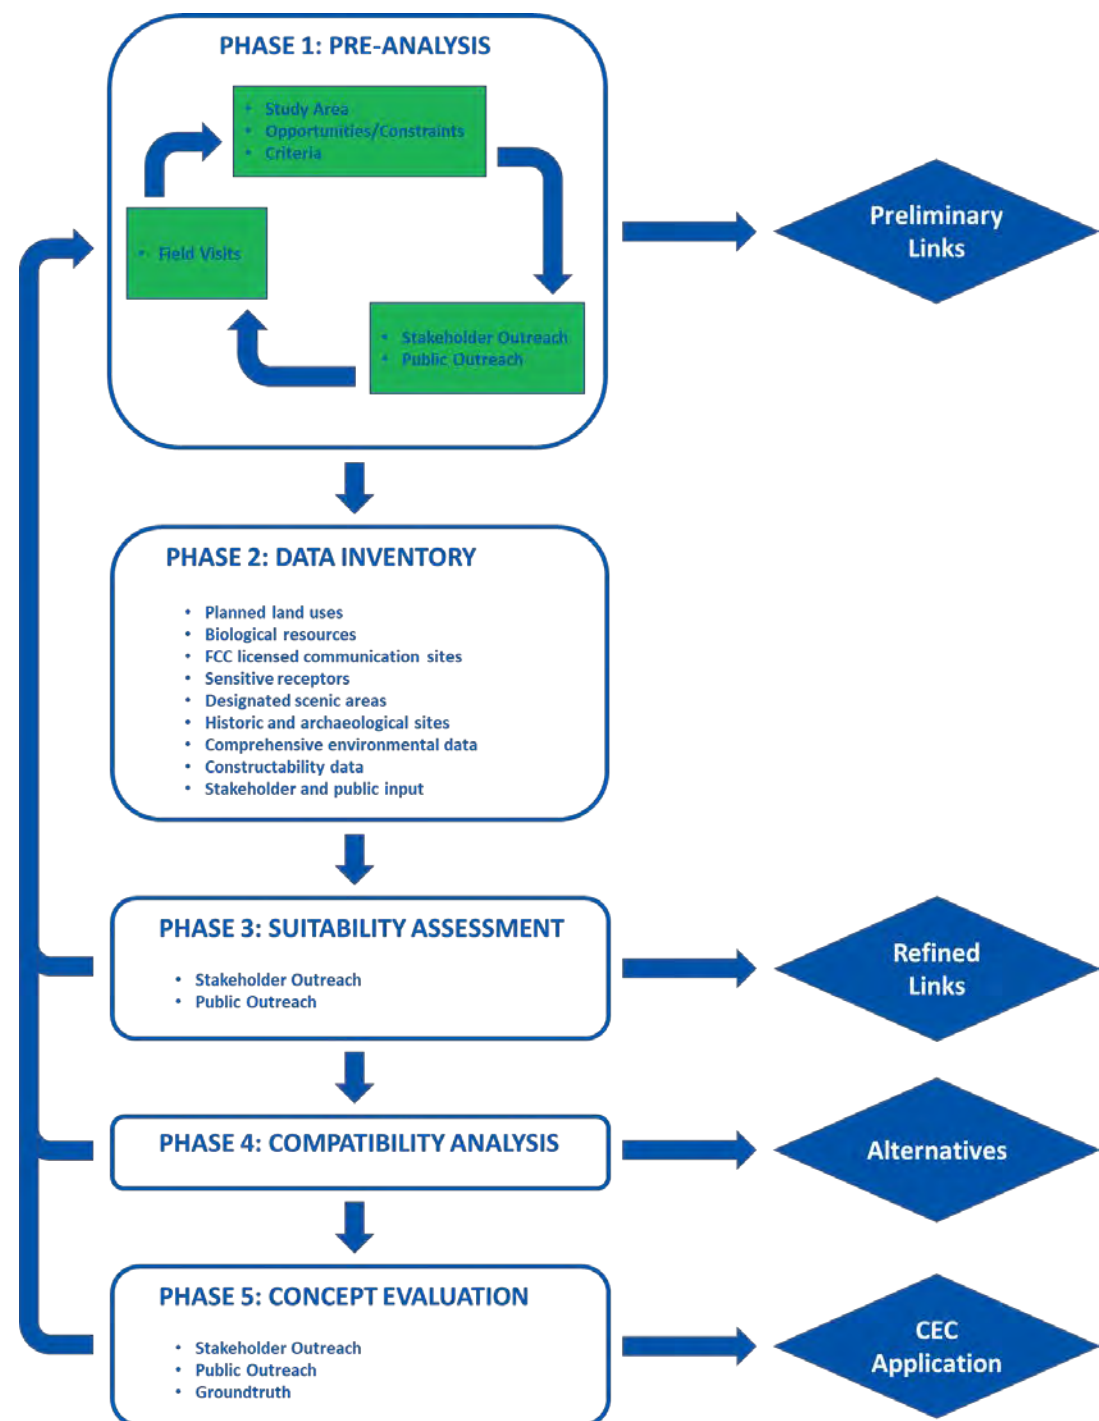 PHASE 1: PRE-ANALYSIS
• Study Area
• Opportunities/Constraints
• Criteria
• Field Visits
• Stakeholder Outreach
• Public Outreach
Preliminary
Links
PHASE 2: DATA INVENTORY
• Planned land uses
• Biological resources
• FCC licensed communication sites
• Sensitive receptors
• Designated scenic areas
• Historic and archaeological sites
• Comprehensive environmental data
• Constructability data
• Stakeholder and public input
PHASE 3: SUITABILITY ASSESSMENT
• Stakeholder Outreach
• Public Outreach
Refined
Links
PHASE 4: COMPATIBILITY ANALYSIS
Alternatives
PHASE 5: CONCEPT EVALUATION
• Stakeholder Outreach
• Public Outreach
• Groundtruth
CEC
Application